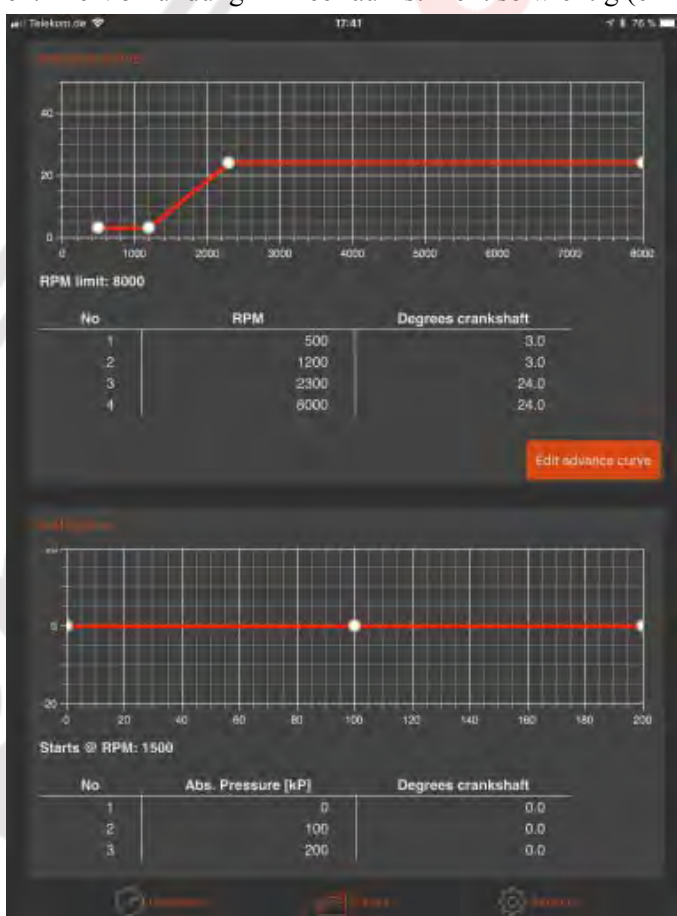 Telekom.de 17:41 76 %
40
20
0
0 1000 2000 3000 4000 5000 6000 7000 8000
RPM limit: 8000
No RPM Degrees crankshaft
1 500 3.0
2 1200 3.0
3 2300 24.0
4 8000 24.0
Edit advance curve
0
-20
0 20 40 60 80 100 120 140 160 180 200
Starts @ RPM: 1500
No Abs. Pressure [kP] Degrees crankshaft
1 0 0.0
2 100 0.0
3 200 0.0